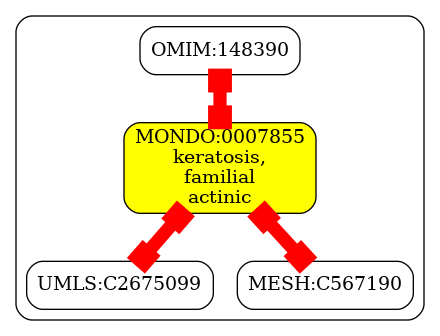 OMIM:148390
MONDO:0007855
keratosis,
familial
actinic
UMLS:C2675099
MESH:C567190